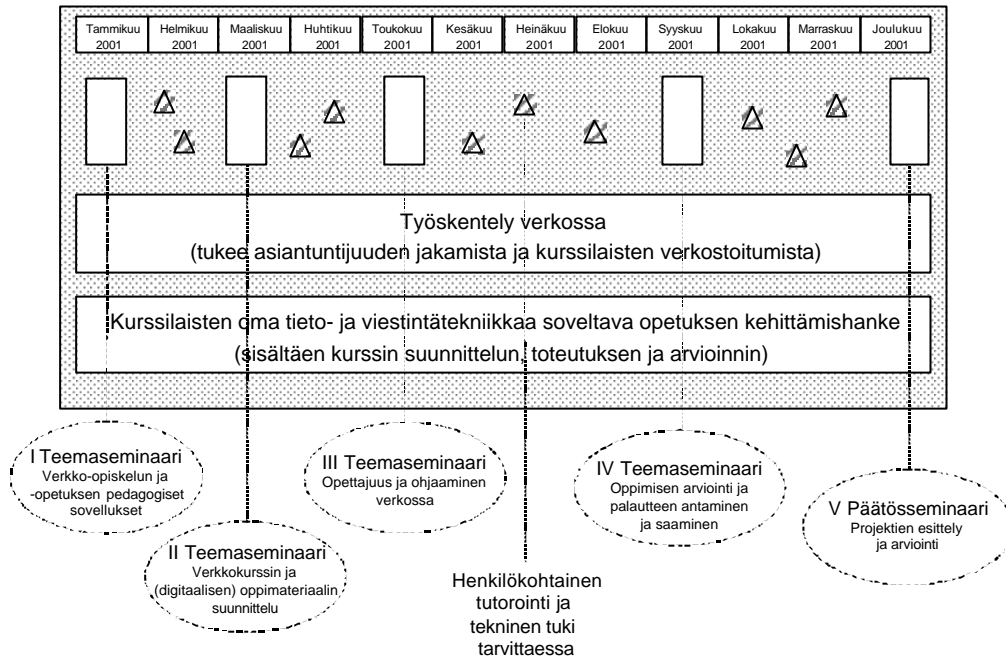 Tammikuu 2001
Helmikuu 2001
Maaliskuu 2001
Huhtikuu 2001
Toukokuu 2001
Kesäkuu 2001
Heinäkuu 2001
Elokuu 2001
Syyskuu 2001
Lokakuu 2001
Marraskuu 2001
Joulukuu 2001
Työskentely verkossa
(tukee asiantuntijuuden jakamista ja kurssilaisten verkostoitumista)
Kurssilaisten oma tieto- ja viestintätekniikkaa soveltava opetuksen kehittämishanke
(sisältäen kurssin suunnittelun, toteutuksen ja arvioinnin)
I Teemaseminaari
Verkko-opiskelun ja
-opetuksen pedagogiset
sovellukset
II Teemaseminaari
Verkkokurssin ja
(digitaalisen) oppimateriaalin
suunnittelu
III Teemaseminaari
Opettajuus ja ohjaaminen
verkossa
Henkilökohtainen
tutorointi ja
tekninen tuki
tarvittaessa
IV Teemaseminaari
Oppimisen arviointi ja
palautteen antaminen
ja saaminen
V Päätösseminaari
Projektien esittely
ja arviointi